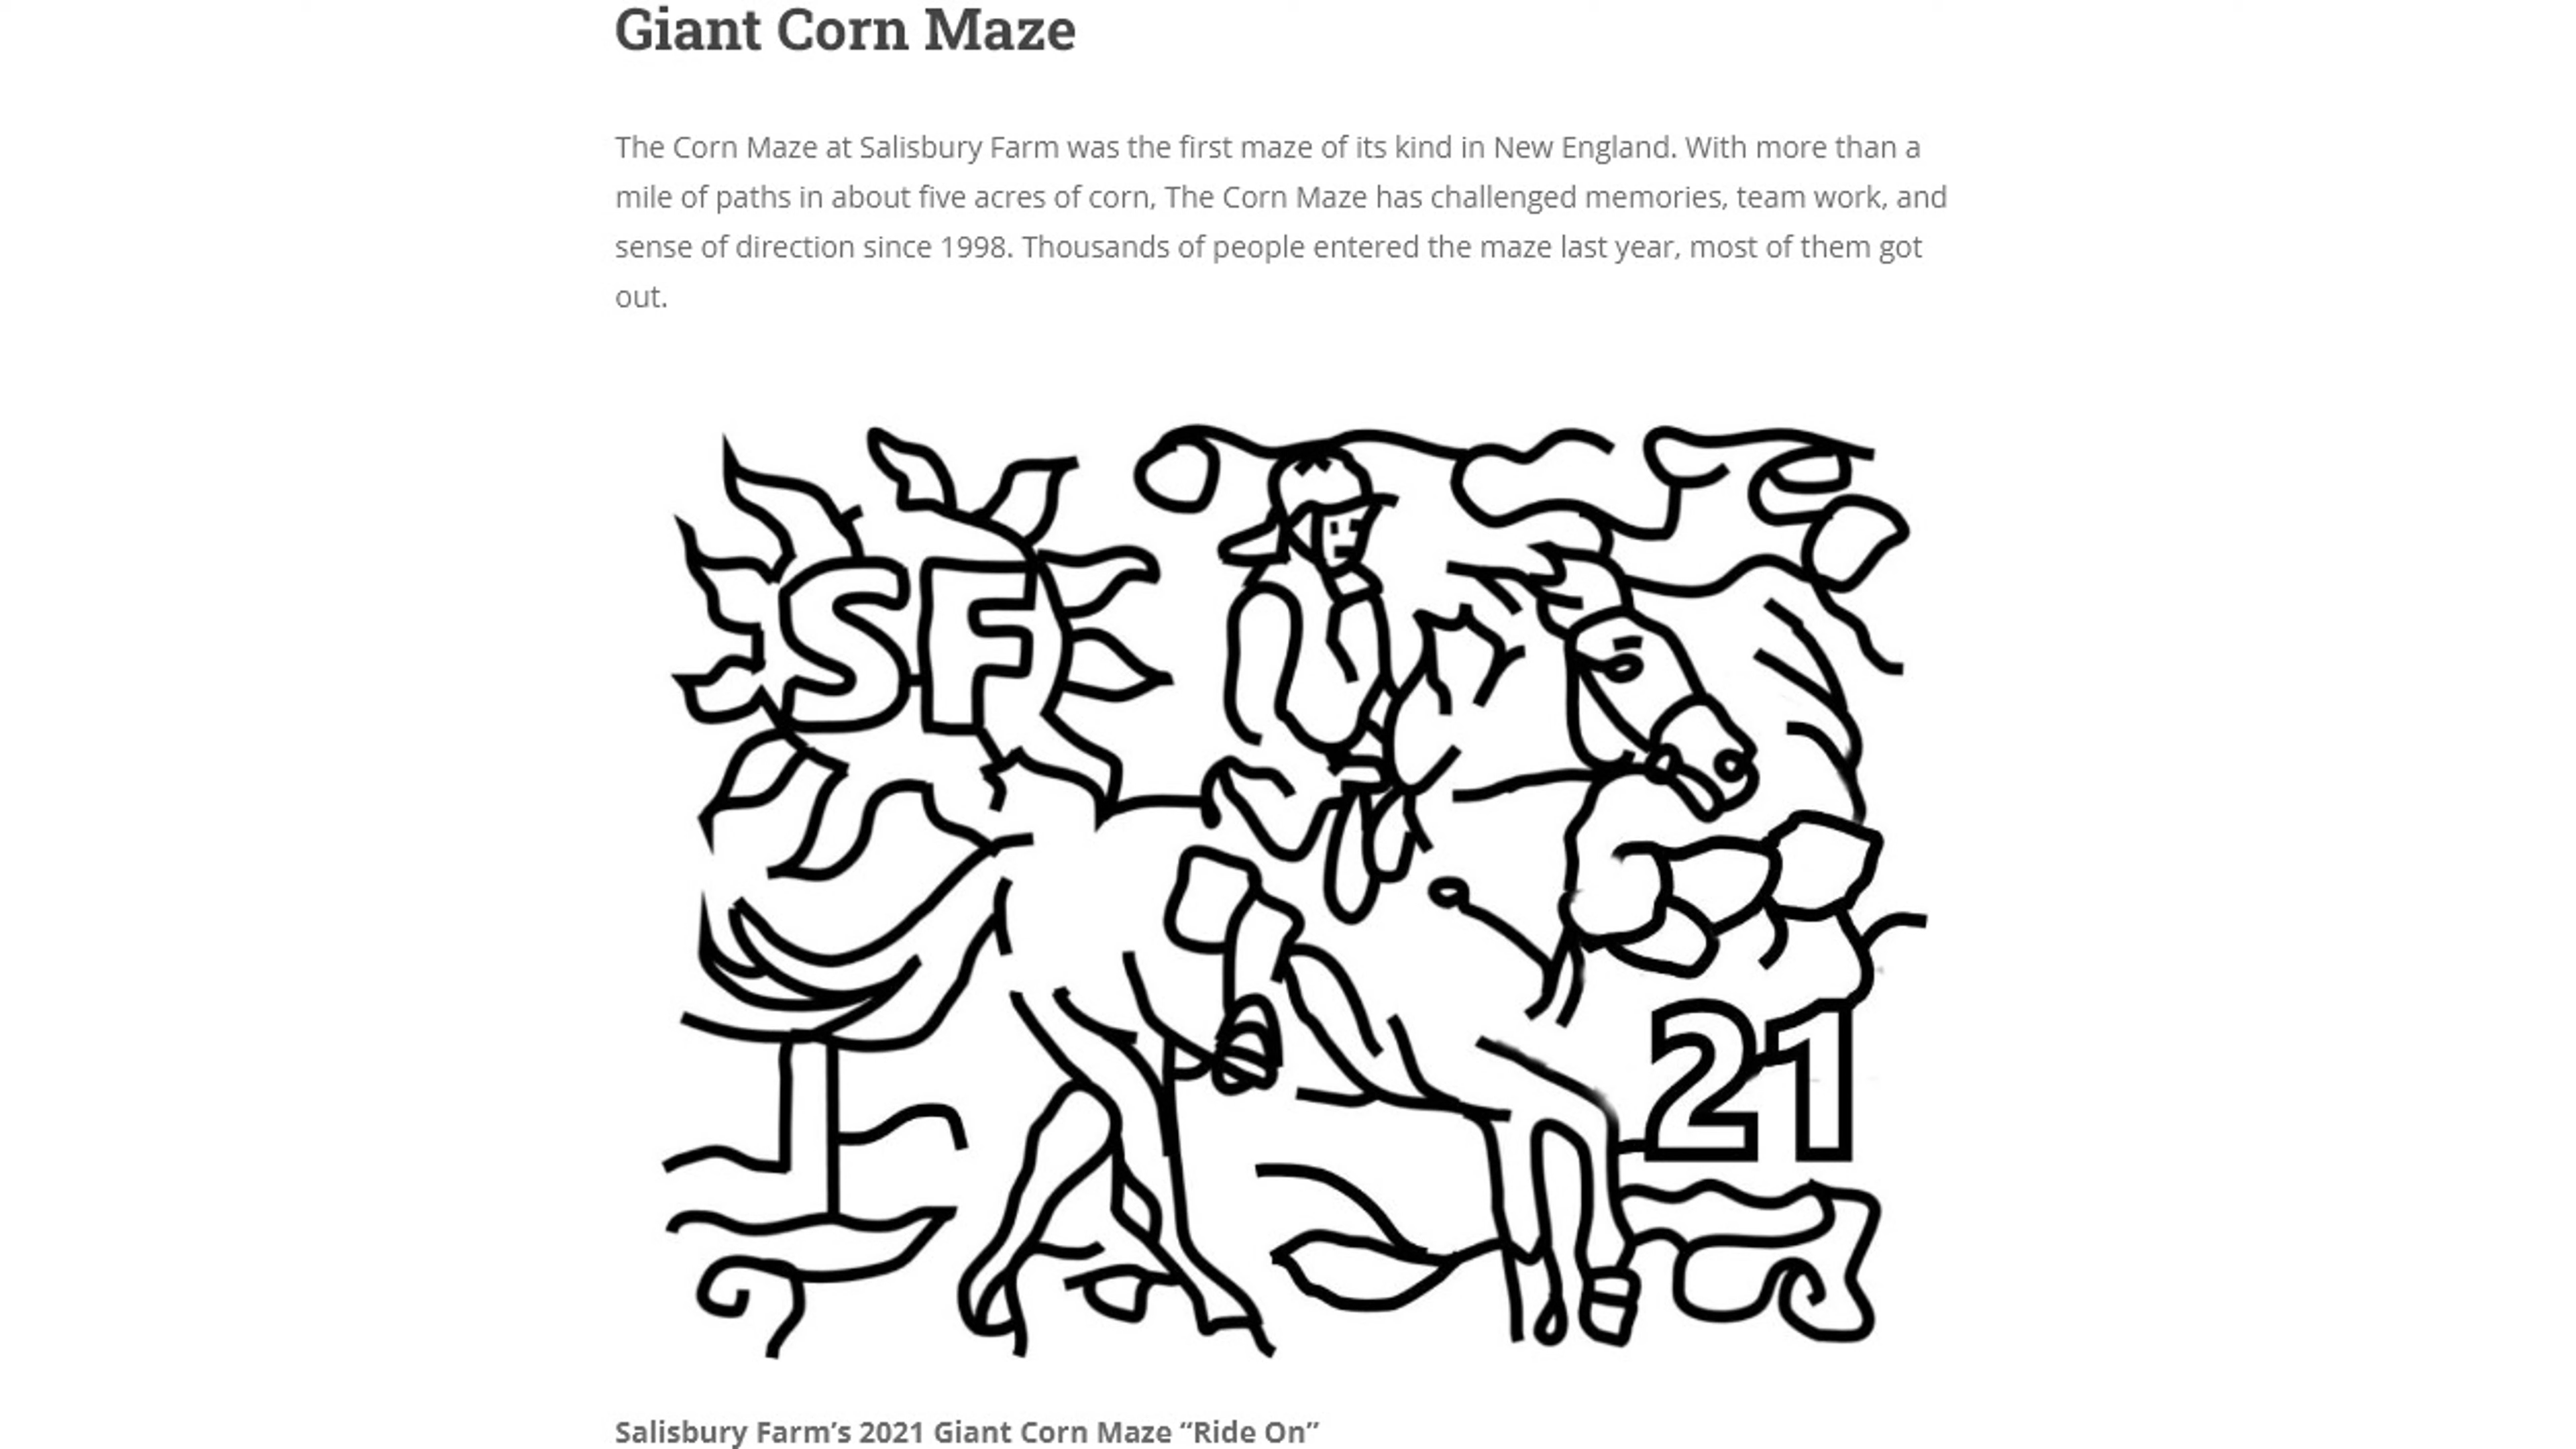 Giant Corn Maze
The Corn Maze at Salisbury Farm was the first maze of its kind in New England. With more than a
mile of paths in about five acres of corn, The Corn Maze has challenged memories, team work, and
sense of direction since 1998. Thousands of people entered the maze last year, most of them got
out.
SF
21
Salisbury Farm’s 2021 Giant Corn Maze “Ride On”